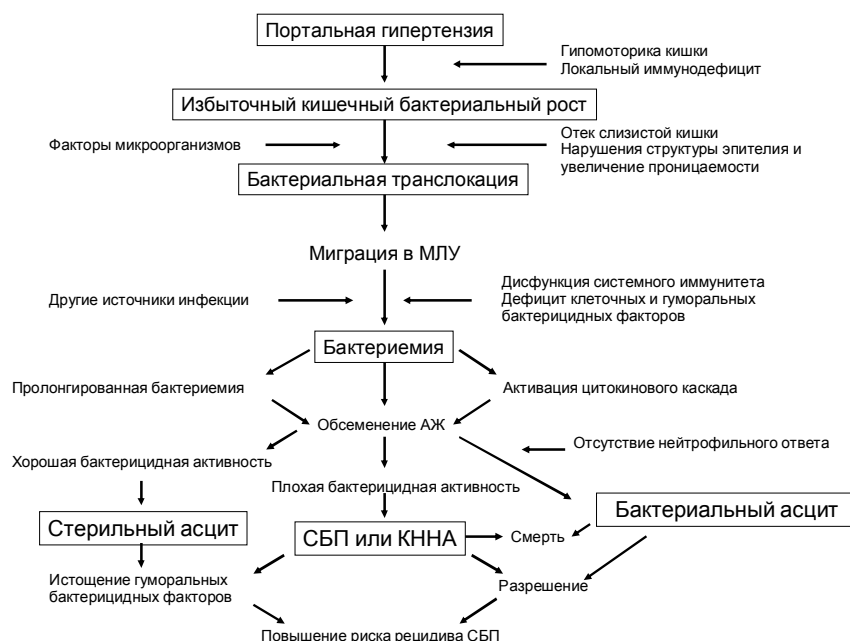 Портальная гипертензия
Гипомоторика кишки
Локальный иммунодефицит
Избыточный кишечный бактериальный рост
Факторы микроорганизмов
Отек слизистой кишки
Нарушения структуры эпителия и
увеличение проницаемости
Бактериальная транслокация
Миграция в МЛУ
Другие источники инфекции
Дисфункция системного иммунитета
Дефицит клеточных и гуморальных
бактерицидных факторов
Бактериемия
Пролонгированная бактериемия
Активация цитокинового каскада
Обсеменение АЖ
Отсутствие нейтрофильного ответа
Хорошая бактерицидная активность
Плохая бактерицидная активность
Стерильный асцит
СБП или КННА
Смерть
Бактериальный асцит
Истощение гуморальных
бактерицидных факторов
Разрешение
Повышение риска рецидива СБП